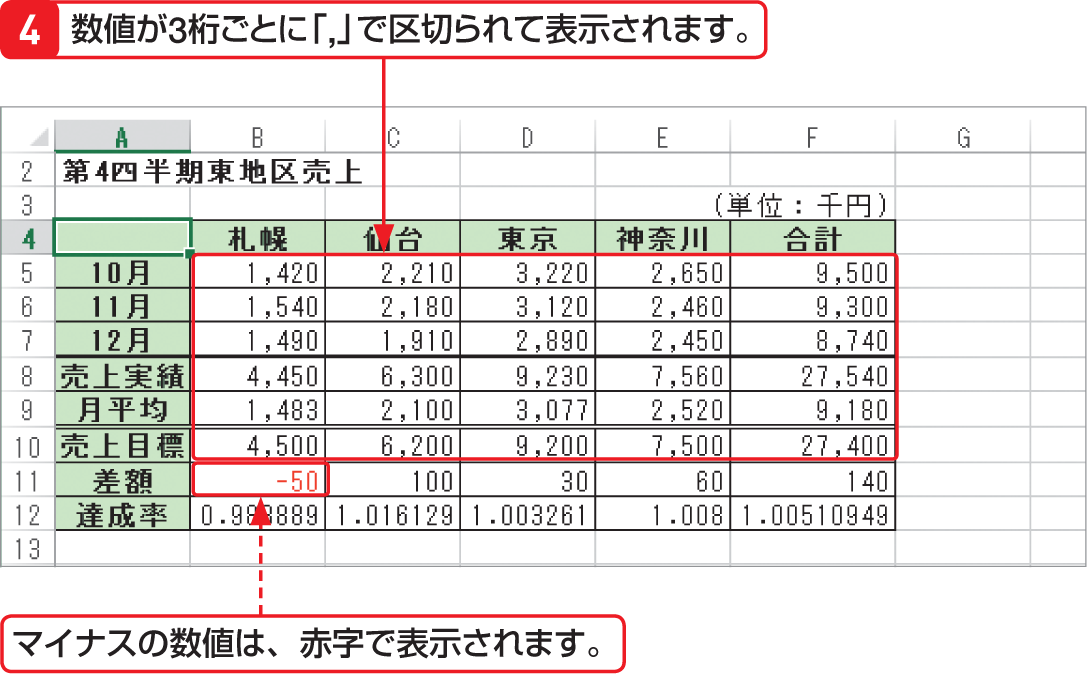 4 数値が3桁ごとに「,」で区切られて表示されます。
A B C D E F G
2 第4四半期東地区売上
3 (単位:千円)
4 札幌 仙台 東京 神奈川 合計
5 10月 1,420 2,210 3,220 2,650 9,500
6 11月 1,540 2,180 3,120 2,460 9,300
7 12月 1,490 1,910 2,890 2,450 8,740
8 売上実績 4,450 6,300 9,230 7,560 27,540
9 月平均 1,483 2,100 3,077 2,520 9,180
10 売上目標 4,500 6,200 9,200 7,500 27,400
11 差額 -50 100 30 60 140
12 達成率 0.988889 1.016129 1.003261 1.008 1.00510949
13
マイナスの数値は、赤字で表示されます。